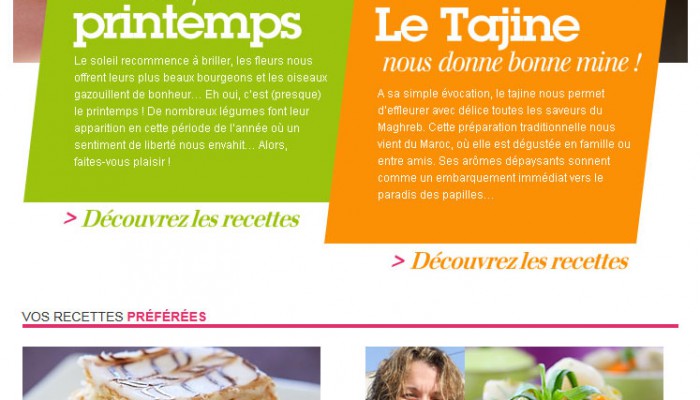 printemps
Le soleil recommence à briller, les fleurs nous
offrent leurs plus beaux bourgeons et les oiseaux
gazouillent de bonheur… Eh oui, c'est (presque)
le printemps ! De nombreux légumes font leur
apparition en cette période de l'année où un
sentiment de liberté nous envahit… Alors,
faites-vous plaisir !
> Découvrez les recettes
Le Tajine
nous donne bonne mine !
A sa simple évocation, le tajine nous permet
d'effleurer avec délice toutes les saveurs du
Maghreb. Cette préparation traditionnelle nous
vient du Maroc, où elle est dégustée en famille ou
entre amis. Ses arômes dépaysants sonnent
comme un embarquement immédiat vers le
paradis des papilles…
> Découvrez les recettes
VOS RECETTES PRÉFÉRÉES